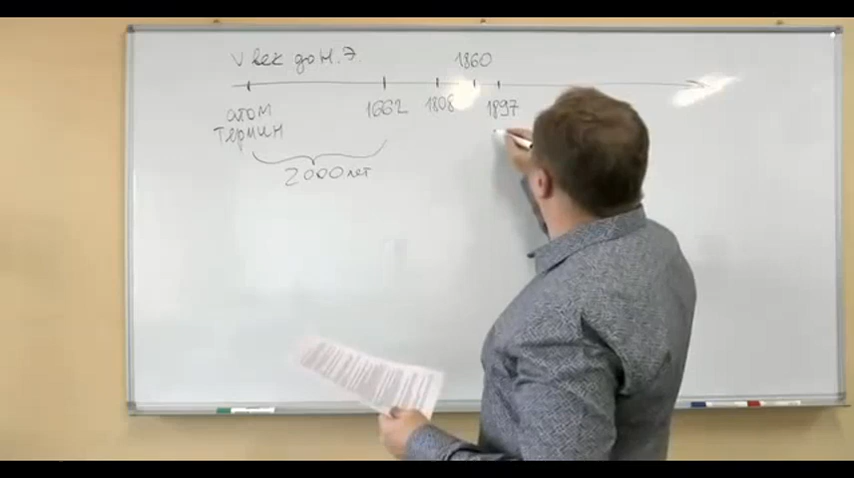 V век до н.э.
1860
1662 1808 1897
атом
термин
2000 лет